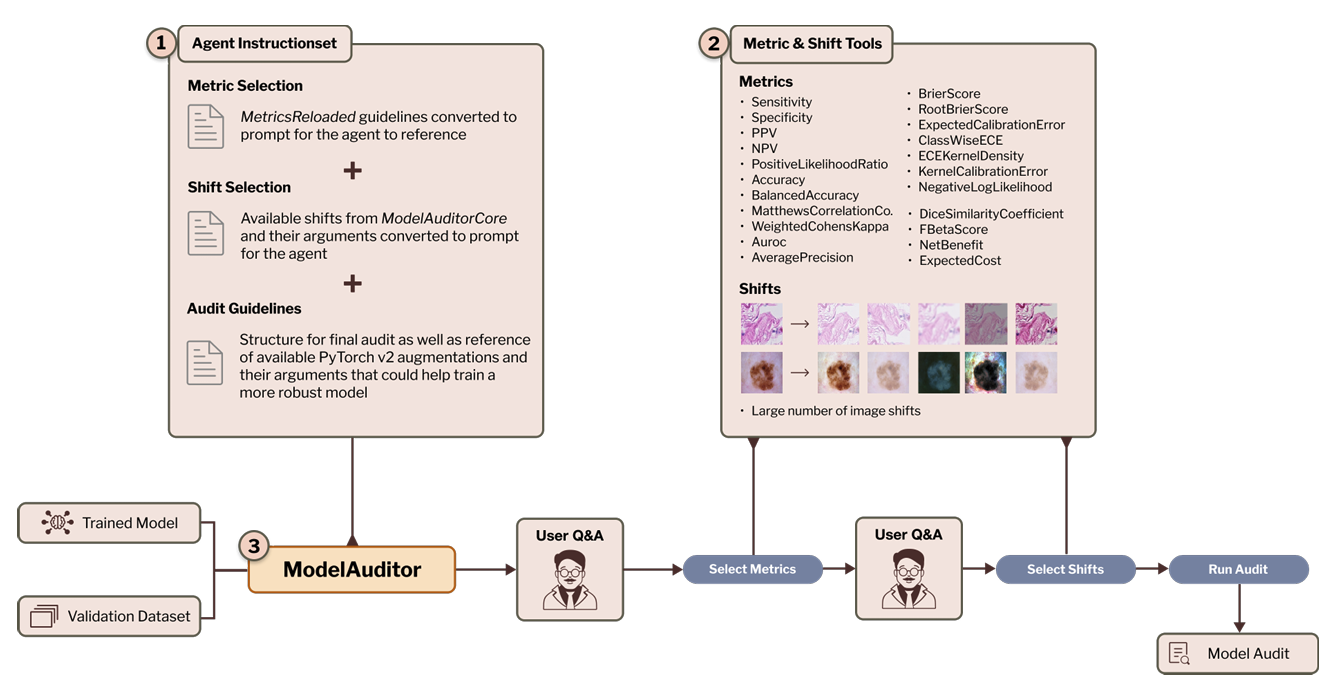 1
Agent Instructionset
Metric Selection
MetricsReloaded guidelines converted to
prompt for the agent to reference
+
Shift Selection
Available shifts from ModelAuditorCore
and their arguments converted to prompt
for the agent
+
Audit Guidelines
Structure for final audit as well as reference
of available PyTorch v2 augmentations and
their arguments that could help train a
more robust model
2
Metric & Shift Tools
Metrics
• Sensitivity
• Specificity
• PPV
• NPV
• PositiveLikelihoodRatio
• Accuracy
• BalancedAccuracy
• MatthewsCorrelationCo.
• WeightedCohensKappa
• Auroc
• AveragePrecision
• BrierScore
• RootBrierScore
• ExpectedCalibrationError
• ClassWiseECE
• ECEKernelDensity
• KernelCalibrationError
• NegativeLogLikelihood
• DiceSimilarityCoefficient
• FBetaScore
• NetBenefit
• ExpectedCost
Shifts
• Large number of image shifts
Trained Model
Validation Dataset
3
ModelAuditor
User Q&A
Select Metrics
User Q&A
Select Shifts
Run Audit
Model Audit